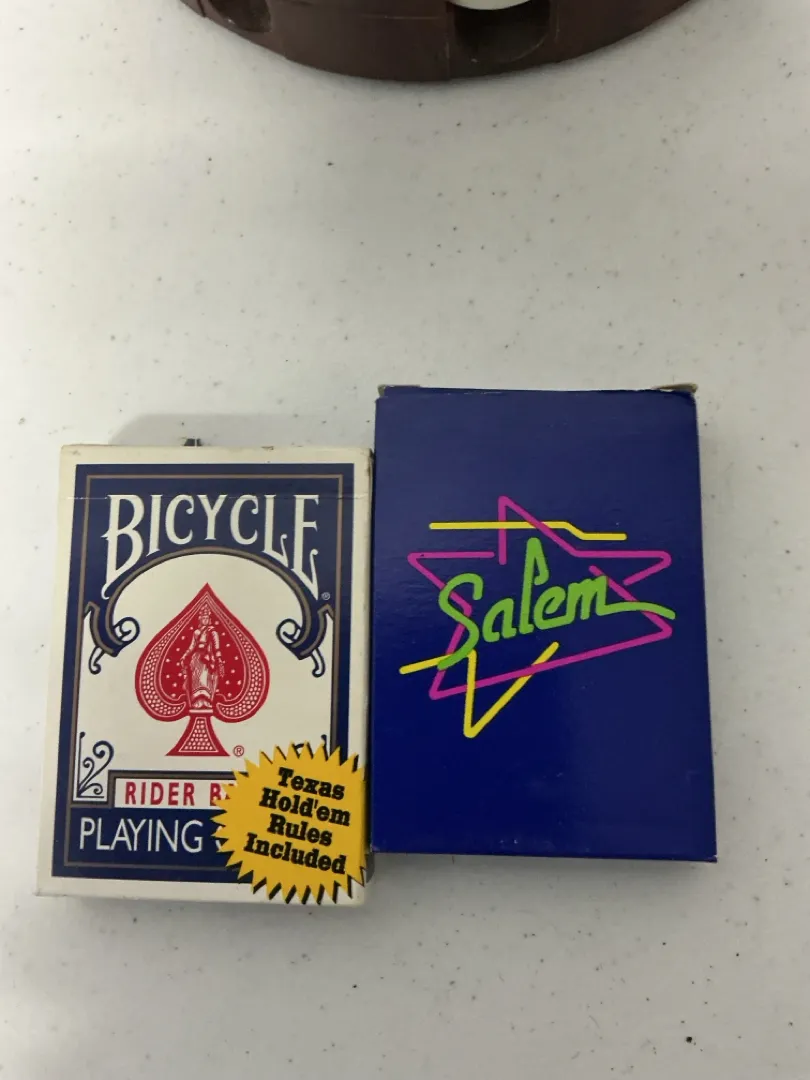 BICYCLE
®
®
RIDER
PLAYING
Texas
Hold'em
Rules
Included
Salem